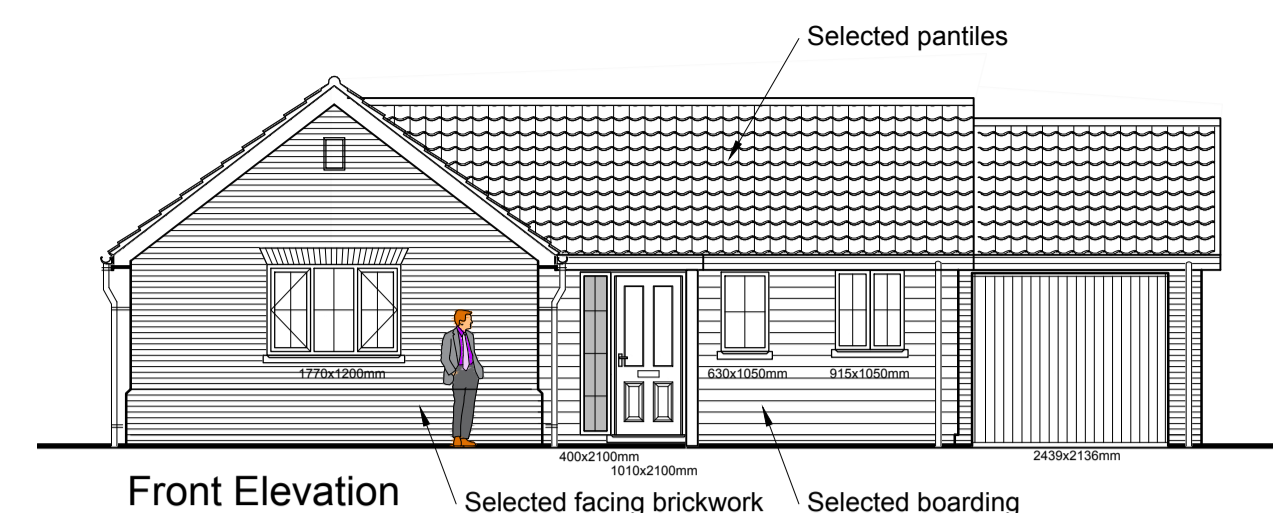 Selected pantiles
1770x1200mm
630x1050mm
915x1050mm
400x2100mm
1010x2100mm
2439x2136mm
Front Elevation
Selected facing brickwork
Selected boarding